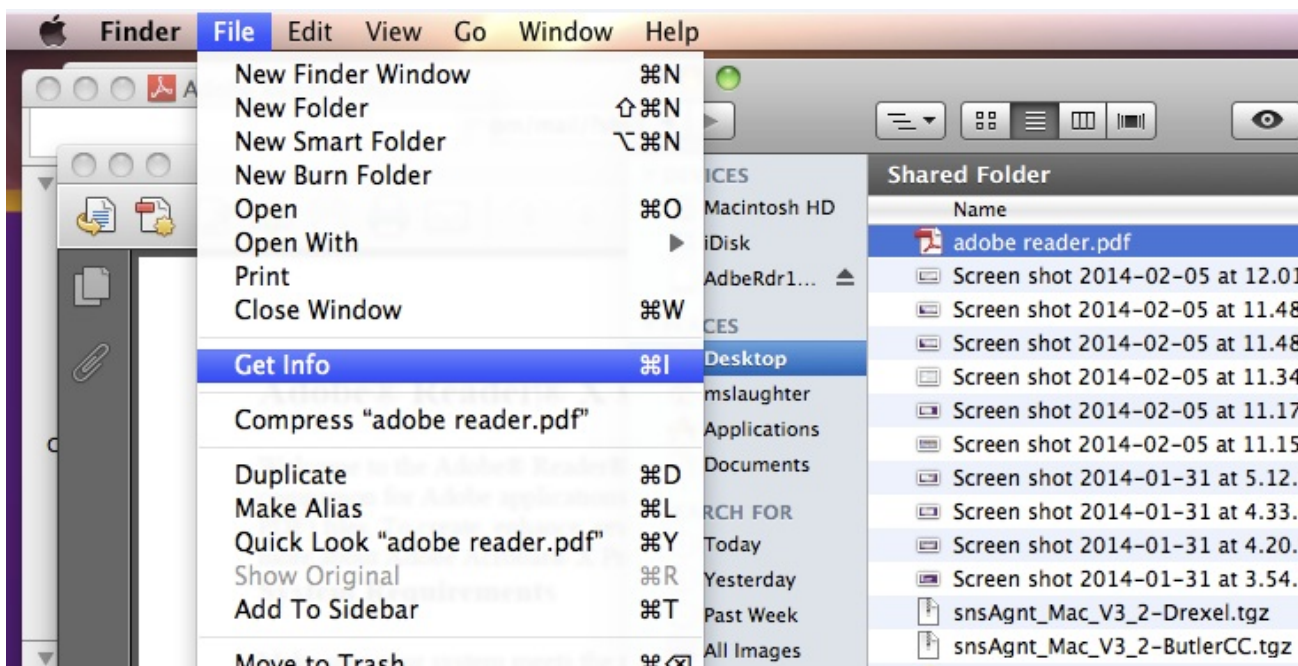 Finder File Edit View Go Window Help
A
New Finder Window ⌘N
New Folder ⇧⌘N
New Smart Folder ⌥⌘N
New Burn Folder
Open ⌘O
Open With ▶
Print
Close Window ⌘W
Get Info ⌘I
Compress “adobe reader.pdf”
Duplicate ⌘D
Make Alias ⌘L
Quick Look “adobe reader.pdf” ⌘Y
Show Original ⌘R
Add To Sidebar ⌘T
Move to Trash ⌘⌫
ICES
Macintosh HD
iDisk
AdbeRdr1...
CES
Desktop
mslaughter
Applications
Documents
RCH FOR
Today
Yesterday
Past Week
All Images
Shared Folder
Name
adobe reader.pdf
Screen shot 2014-02-05 at 12.01
Screen shot 2014-02-05 at 11.48
Screen shot 2014-02-05 at 11.48
Screen shot 2014-02-05 at 11.34
Screen shot 2014-02-05 at 11.17
Screen shot 2014-02-05 at 11.15
Screen shot 2014-01-31 at 5.12.
Screen shot 2014-01-31 at 4.33.
Screen shot 2014-01-31 at 4.20.
Screen shot 2014-01-31 at 3.54.
snsAgnt_Mac_V3_2-Drexel.tgz
snsAgnt_Mac_V3_2-ButlerCC.tgz